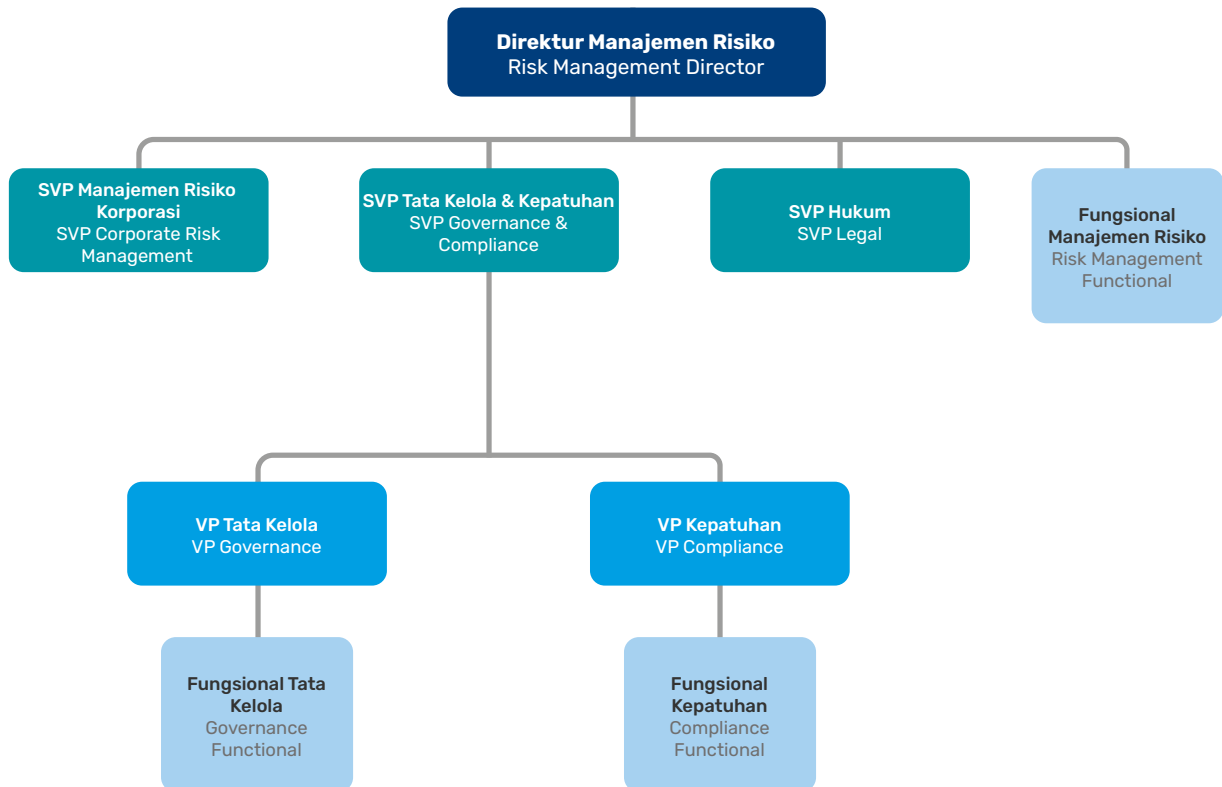 Direktur Manajemen Risiko
Risk Management Director
SVP Manajemen Risiko
Korporasi
SVP Corporate Risk
Management
SVP Tata Kelola & Kepatuhan
SVP Governance &
Compliance
SVP Hukum
SVP Legal
Fungsional
Manajemen Risiko
Risk Management
Functional
VP Tata Kelola
VP Governance
VP Kepatuhan
VP Compliance
Fungsional Tata
Kelola
Governance
Functional
Fungsional
Kepatuhan
Compliance
Functional